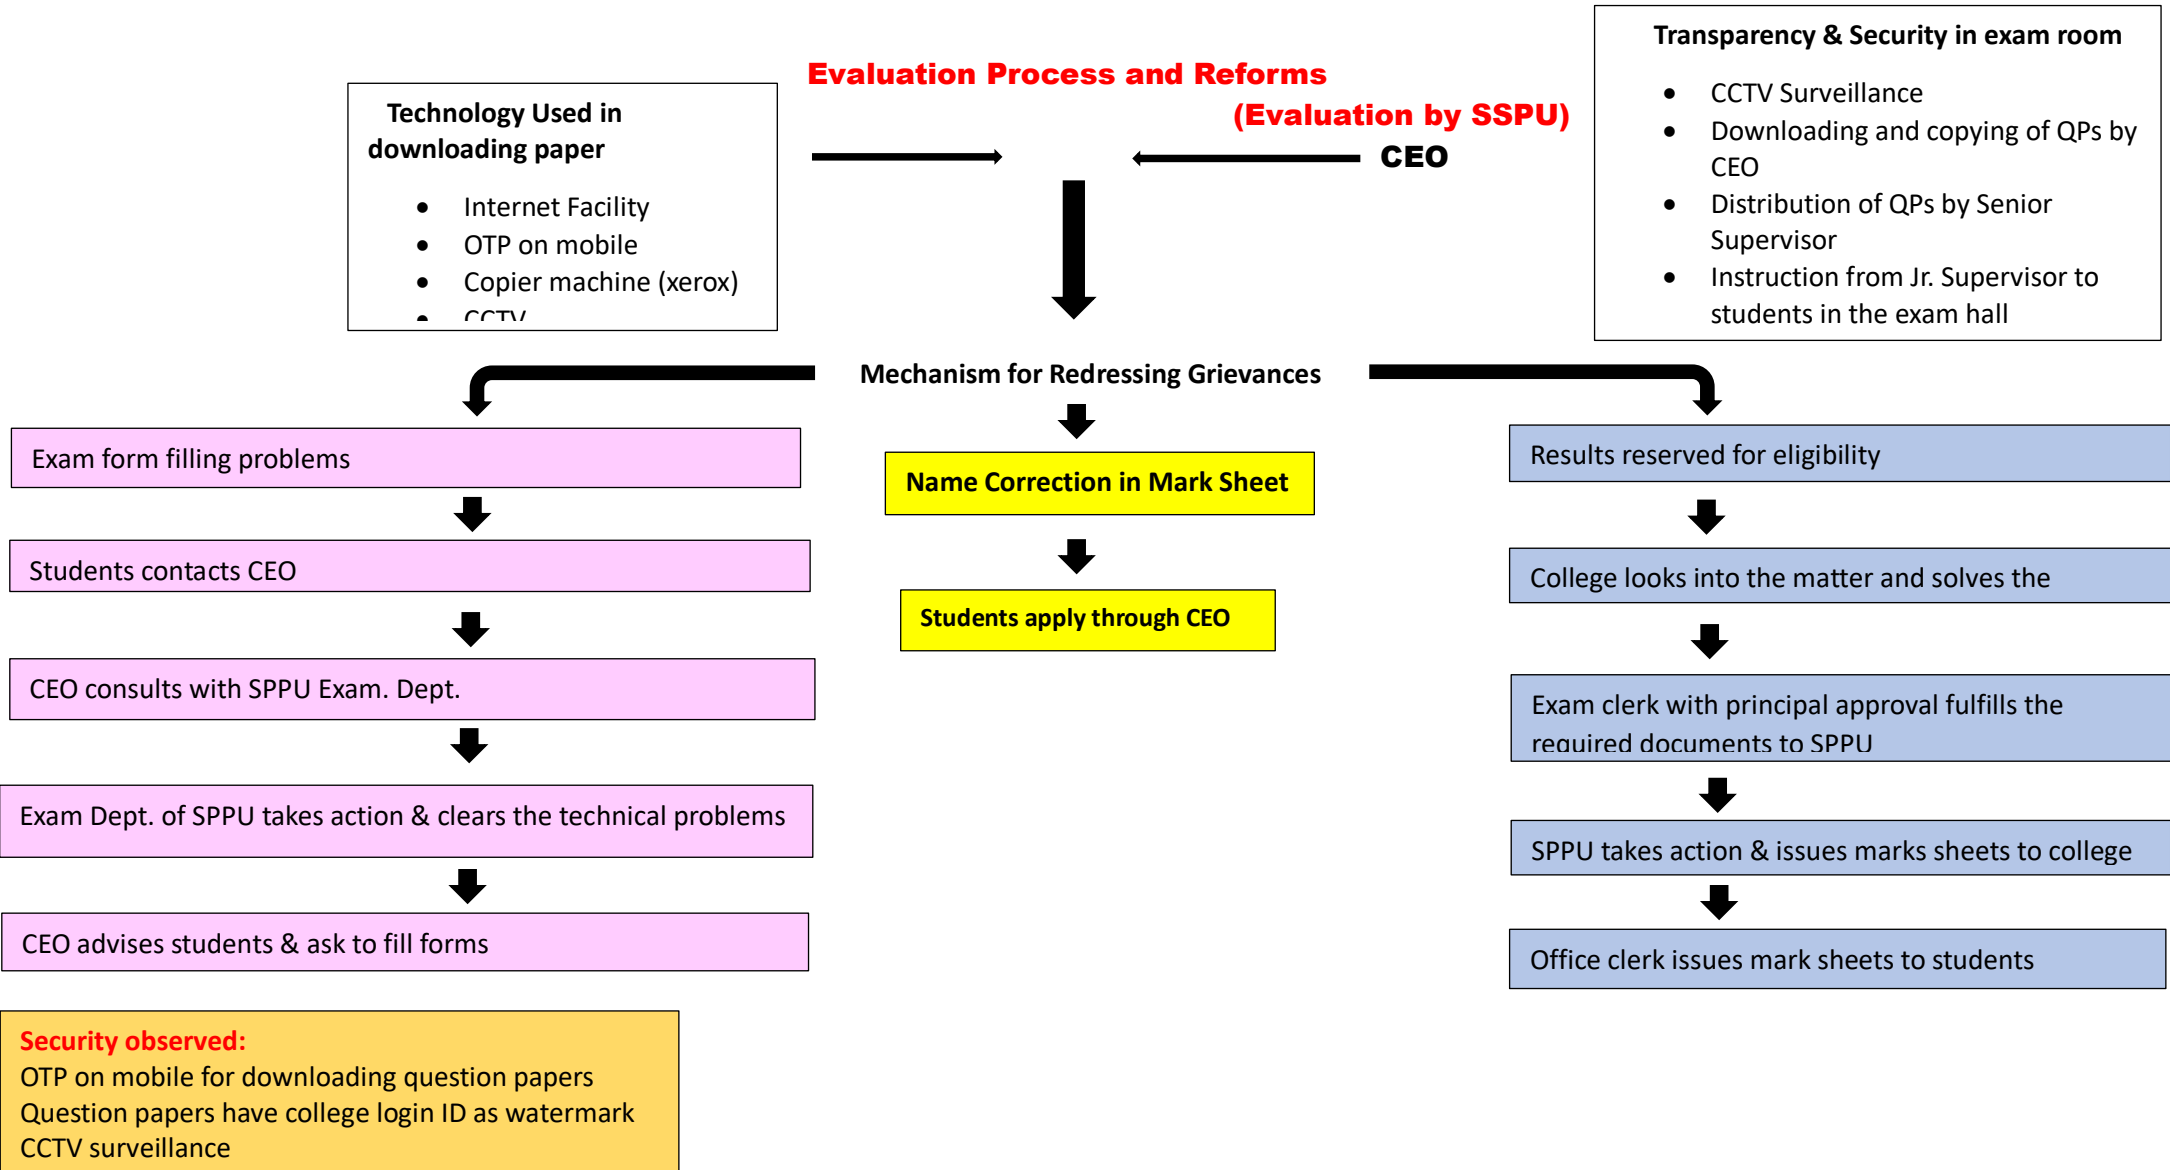 Evaluation Process and Reforms
(Evaluation by SSPU)
CEO
Technology Used in
downloading paper
• Internet Facility
• OTP on mobile
• Copier machine (xerox)
• CCTV
Transparency & Security in exam room
• CCTV Surveillance
• Downloading and copying of QPs by
CEO
• Distribution of QPs by Senior
Supervisor
• Instruction from Jr. Supervisor to
students in the exam hall
Mechanism for Redressing Grievances
Exam form filling problems
Students contacts CEO
CEO consults with SPPU Exam. Dept.
Exam Dept. of SPPU takes action & clears the technical problems
CEO advises students & ask to fill forms
Name Correction in Mark Sheet
Students apply through CEO
Results reserved for eligibility
College looks into the matter and solves the
Exam clerk with principal approval fulfills the
required documents to SPPU
SPPU takes action & issues marks sheets to college
Office clerk issues mark sheets to students
Security observed:
OTP on mobile for downloading question papers
Question papers have college login ID as watermark
CCTV surveillance